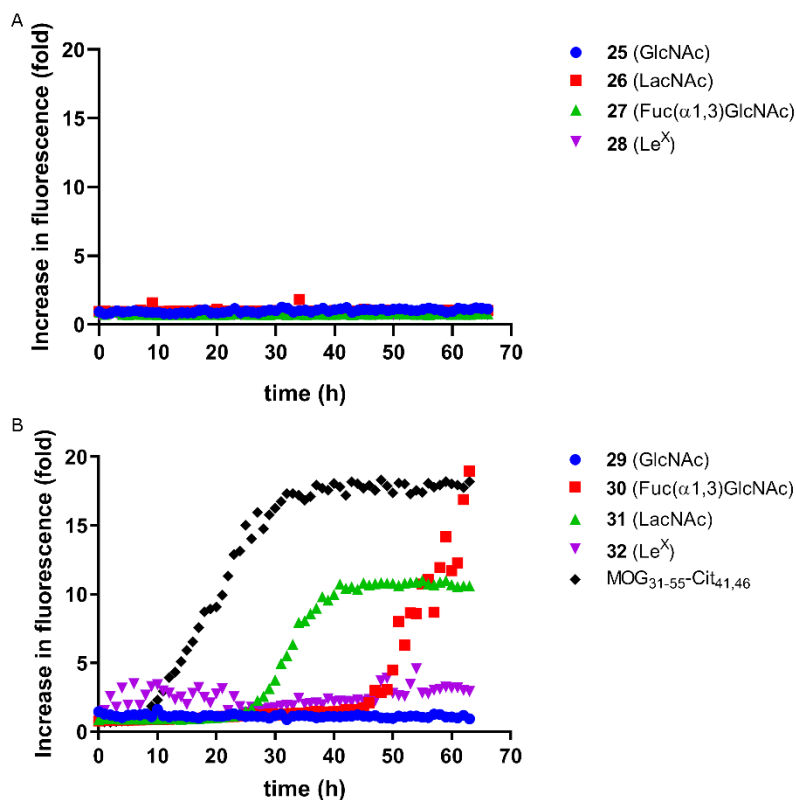 A
Increase in fluorescence (fold)
20
15
10
5
0
0 10 20 30 40 50 60 70
time (h)
25 (GlcNAc)
26 (LacNAc)
27 (Fuc(α1,3)GlcNAc)
28 (Le^X)
B
Increase in fluorescence (fold)
20
15
10
5
0
0 10 20 30 40 50 60 70
time (h)
29 (GlcNAc)
30 (Fuc(α1,3)GlcNAc)
31 (LacNAc)
32 (Le^X)
MOG31-55-Cit41,46